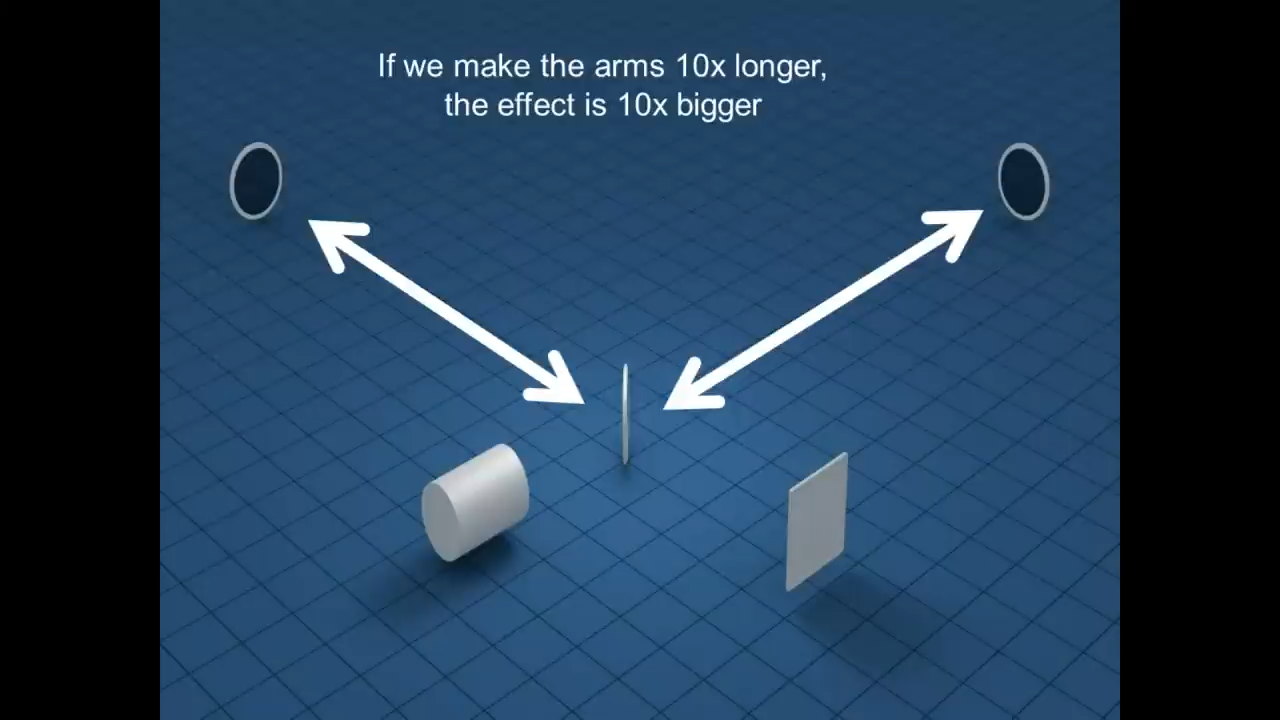 If we make the arms 10x longer,
the effect is 10x bigger